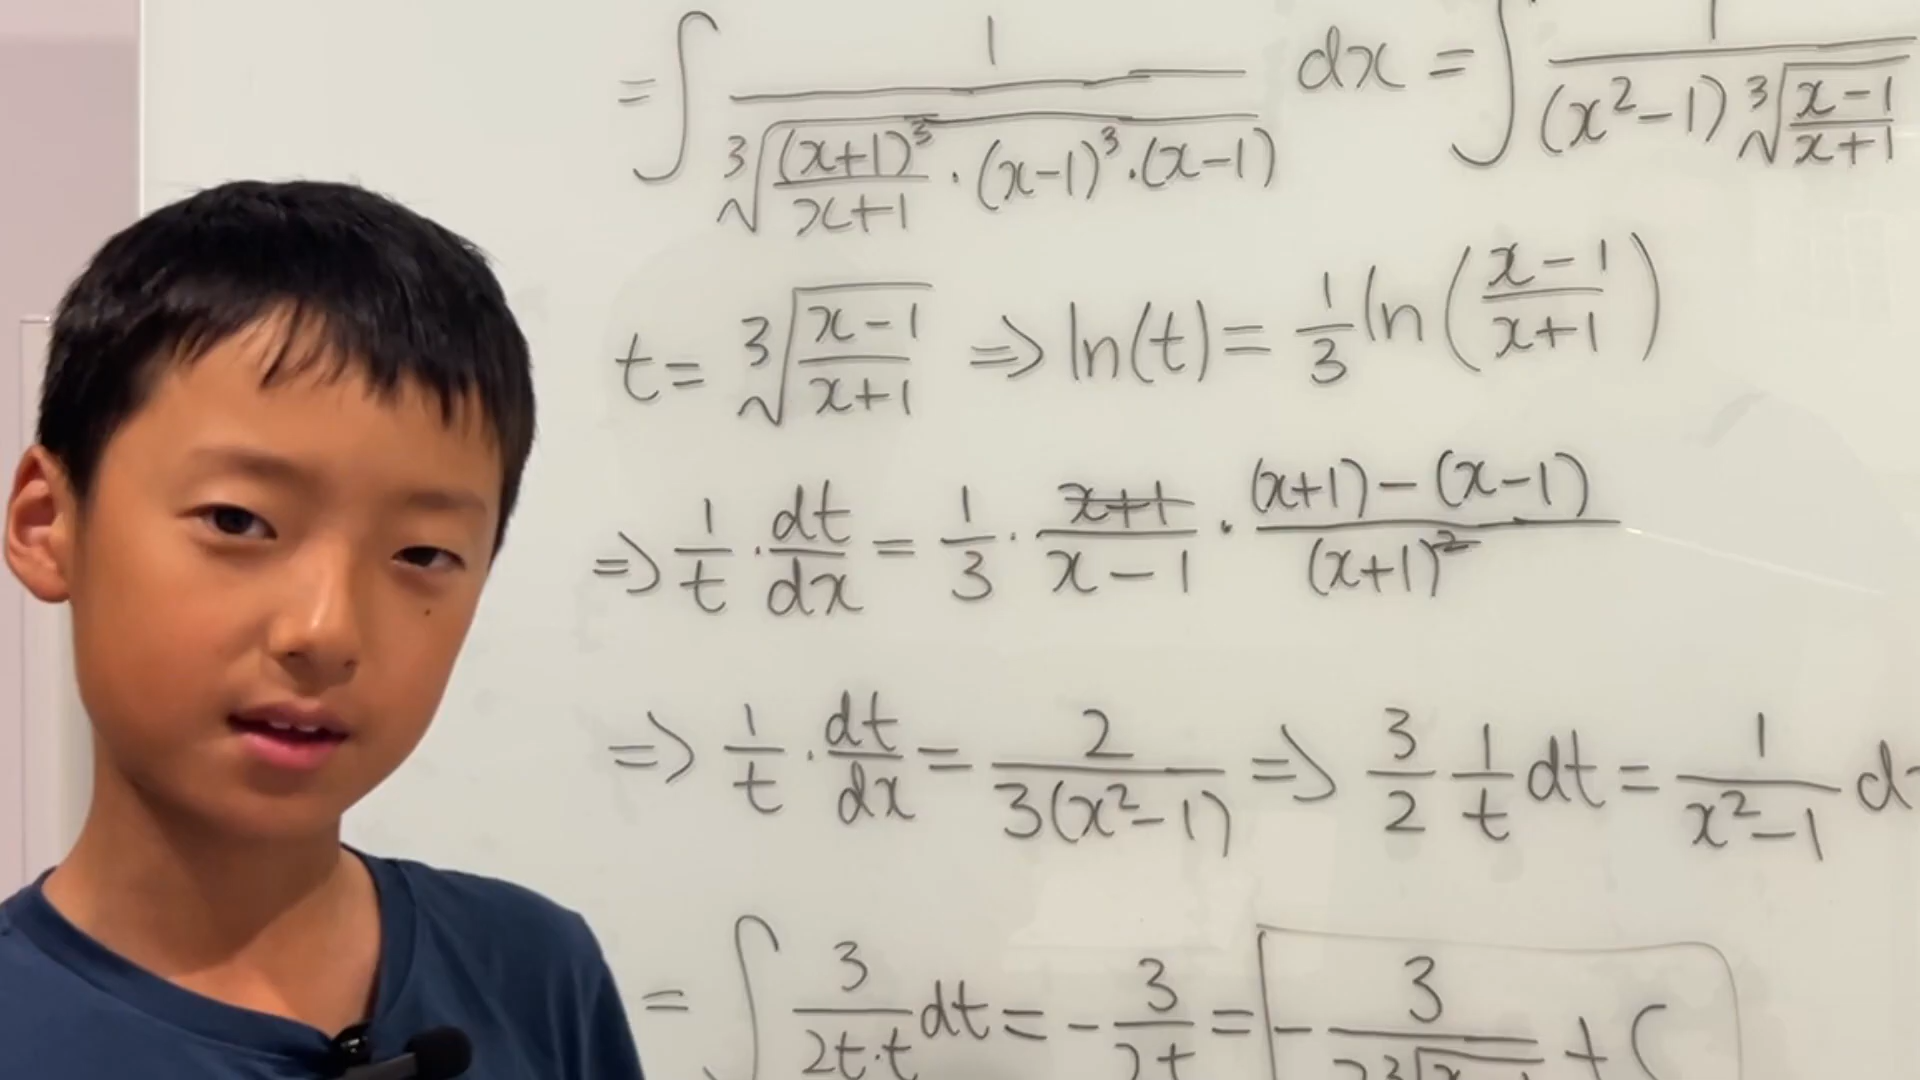 = ∫ 1 / ∛((x+1)³/(x+1) · (x-1)³ · (x-1)) dx = ∫ 1 / ((x²-1) ∛((x-1)/(x+1)))
t = ∛((x-1)/(x+1)) ⇒ ln(t) = 1/3 ln((x-1)/(x+1))
⇒ 1/t · dt/dx = 1/3 · (x+1)/(x-1) · ((x+1)-(x-1))/(x+1)²
⇒ 1/t · dt/dx = 2/(3(x²-1)) ⇒ 3/2 1/t dt = 1/(x²-1) d
= ∫ 3/(2t·t) dt = -3/2t = -3/